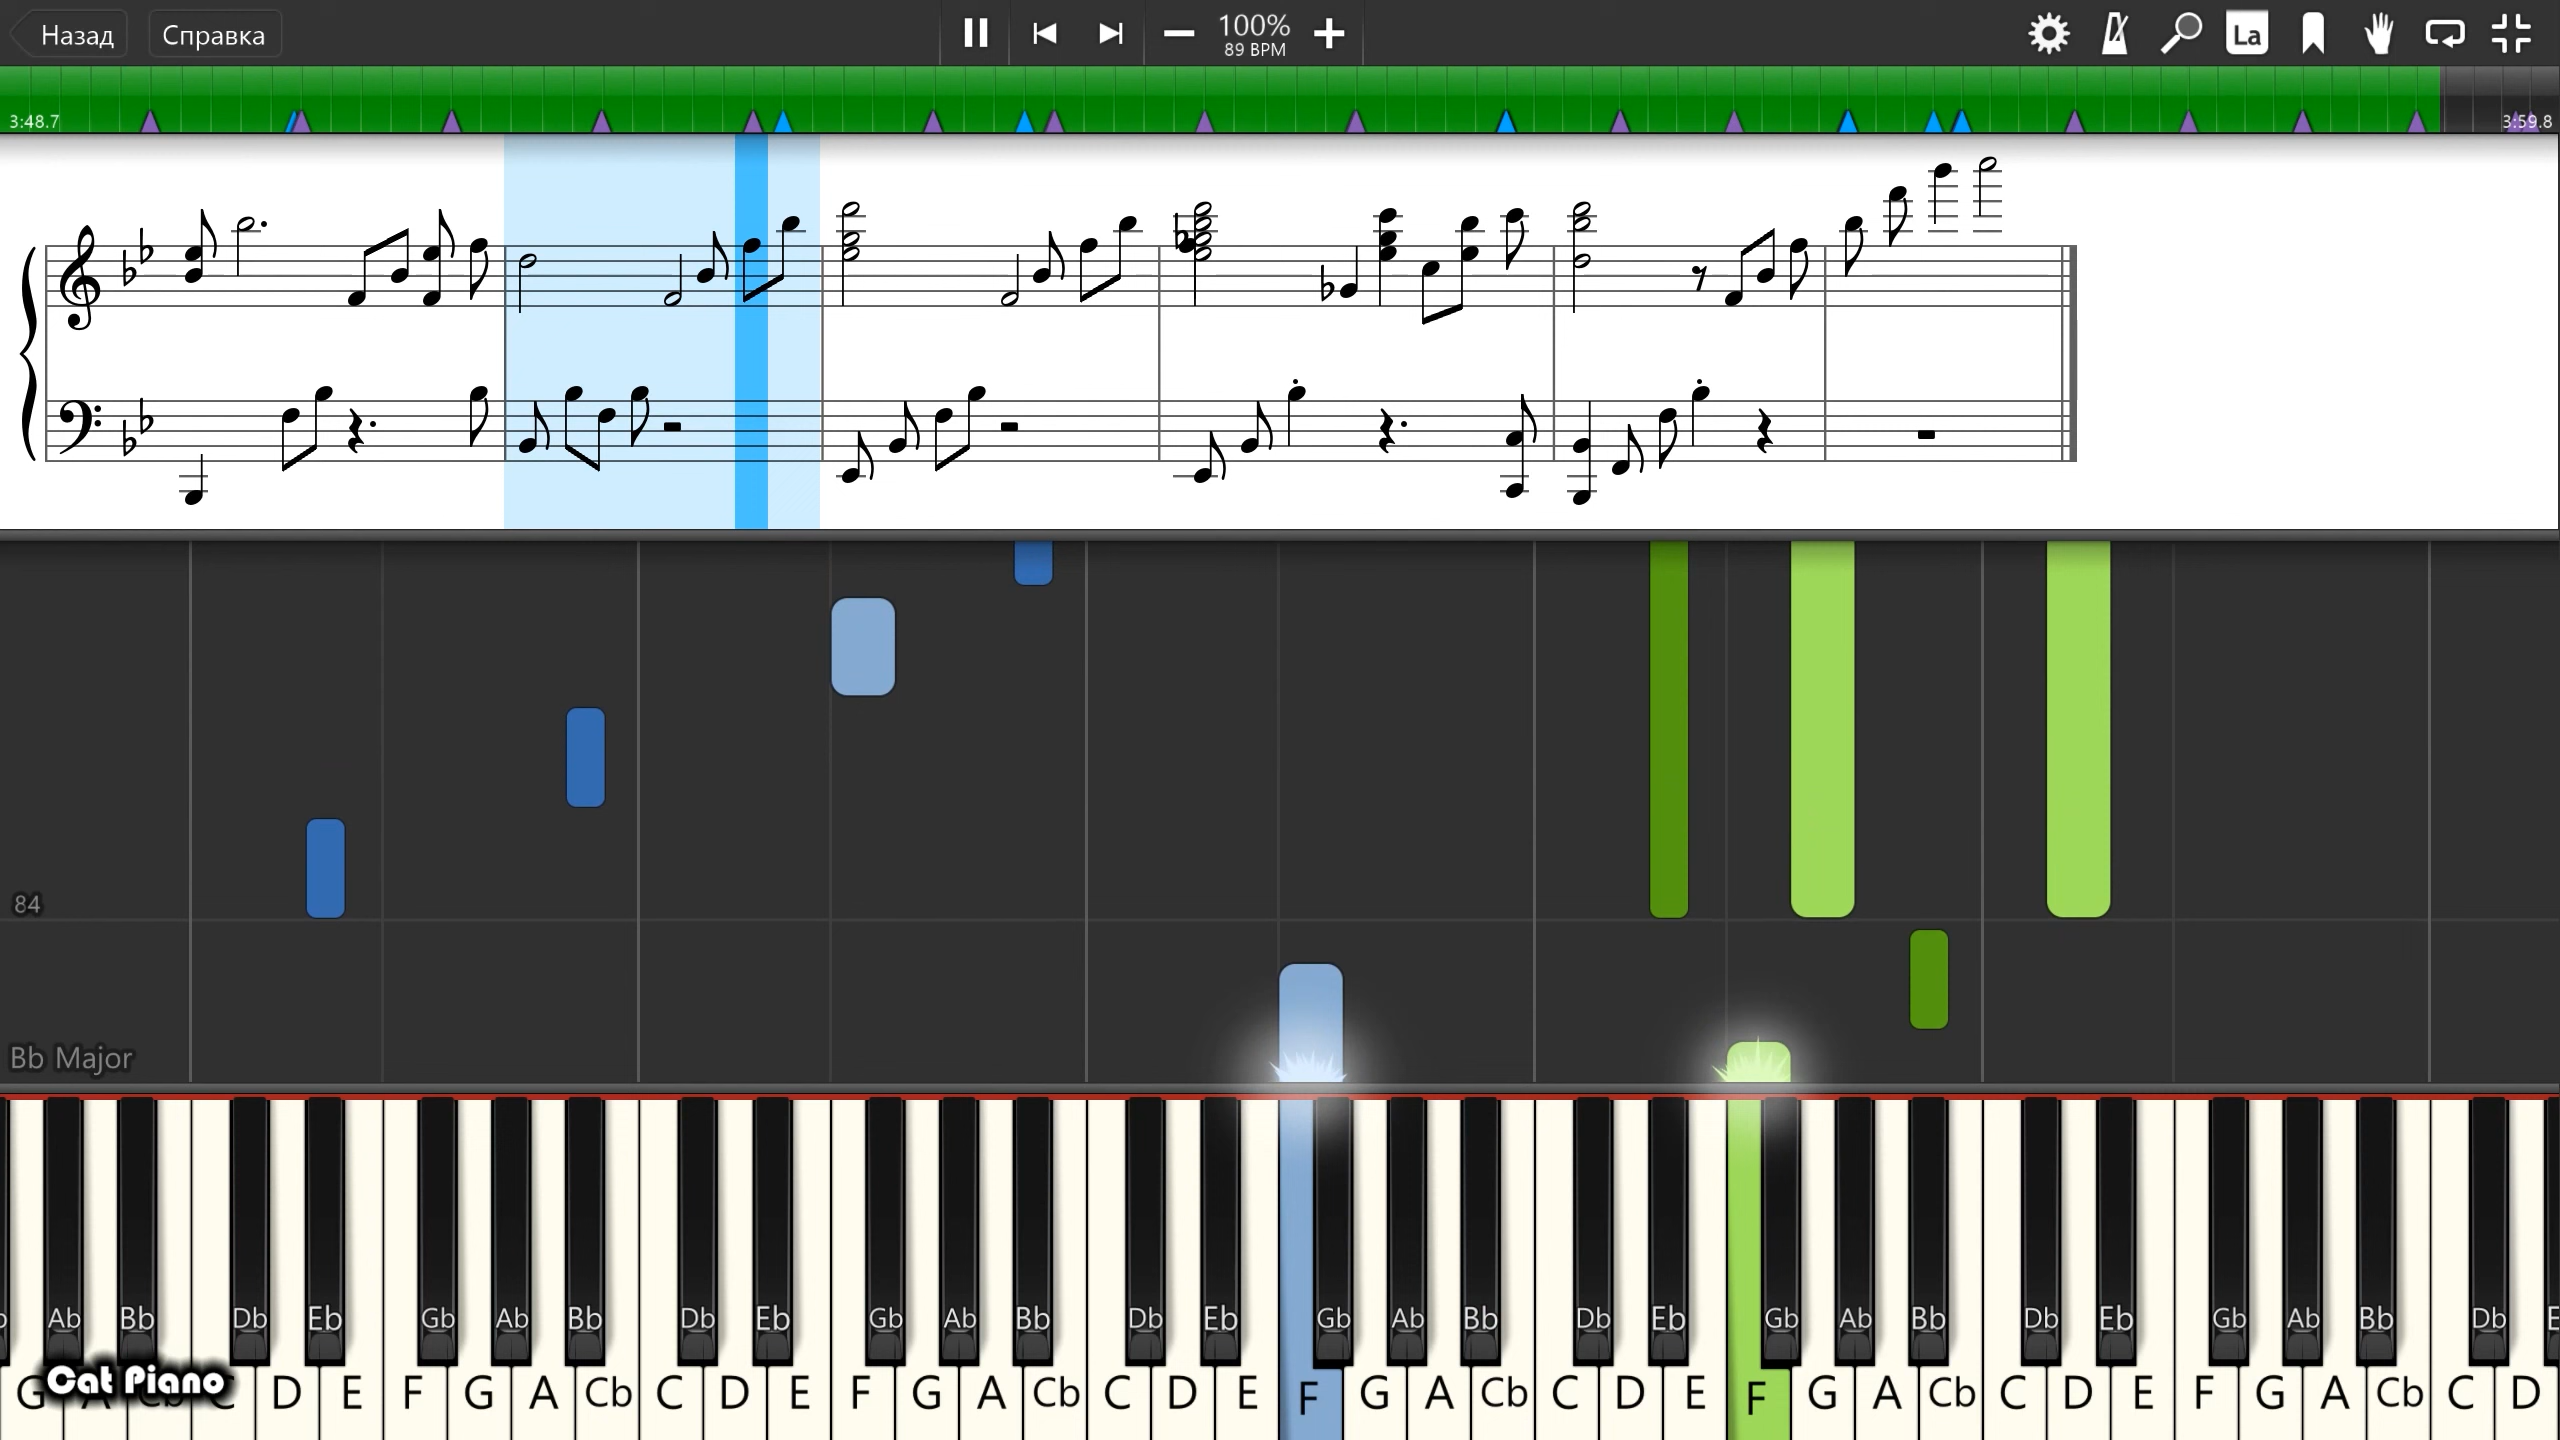 Назад Справка 100% La
89 BPM
3:48.7 3:59.8
84
Bb Major
Ab Bb Db Eb Gb Ab Bb Db Eb Gb Ab Bb Db Eb Gb Ab Bb Db Eb Gb Ab Bb Db Eb Gb Ab Bb Db E
Cat Piano
G A Cb C D E F G A Cb C D E F G A Cb C D E F G A Cb C D E F G A Cb C D E F G A Cb C D